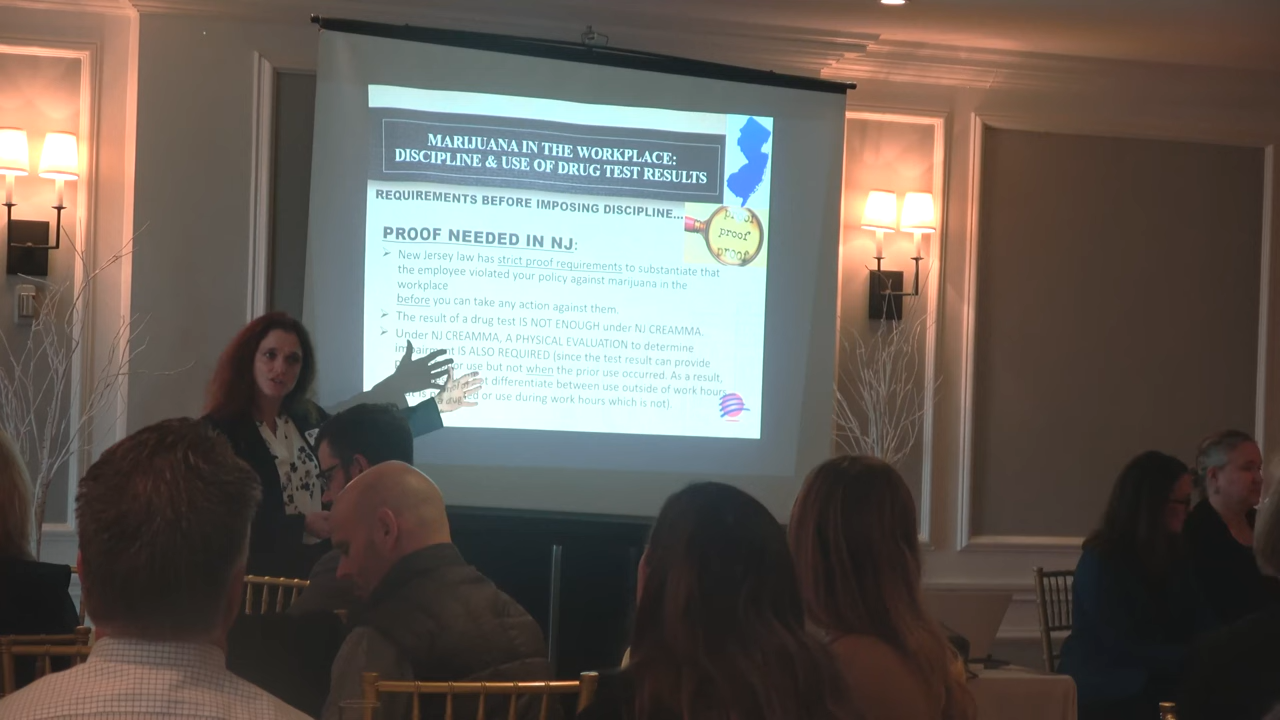 MARIJUANA IN THE WORKPLACE:
DISCIPLINE & USE OF DRUG TEST RESULTS
REQUIREMENTS BEFORE IMPOSING DISCIPLINE...
proof
proof
proof
PROOF NEEDED IN NJ:
New Jersey law has strict proof requirements to substantiate that
the employee violated your policy against marijuana in the
workplace
before you can take any action against them.
The result of a drug test IS NOT ENOUGH under NJ CREAMMA.
Under NJ CREAMMA, A PHYSICAL EVALUATION to determine
impairment IS ALSO REQUIRED (since the test result can provide
use but not when the prior use occurred. As a result,
a drug differentiate between use outside of work hours
or use during work hours which is not).